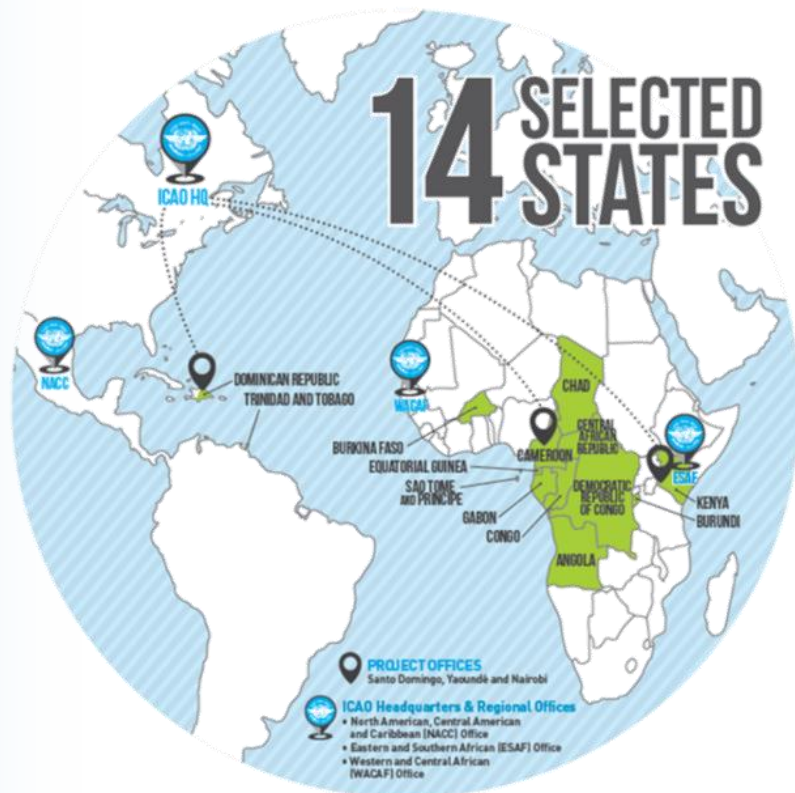 14 SELECTED
STATES
ICAO HQ
NACC
DOMINICAN REPUBLIC
TRINIDAD AND TOBAGO
WACAF
CHAD
BURKINA FASO
CENTRAL
AFRICAN
REPUBLIC
CAMEROON
EQUATORIAL GUINEA
ESAF
SAO TOME
AND PRINCIPE
DEMOCRATIC
REPUBLIC
OF CONGO
KENYA
GABON
BURUNDI
CONGO
ANGOLA
PROJECT OFFICES
Santo Domingo, Yaoundè and Nairobi
ICAO Headquarters & Regional Offices
• North American, Central American
and Caribbean (NACC) Office
• Eastern and Southern African (ESAF) Office
• Western and Central African
(WACAF) Office